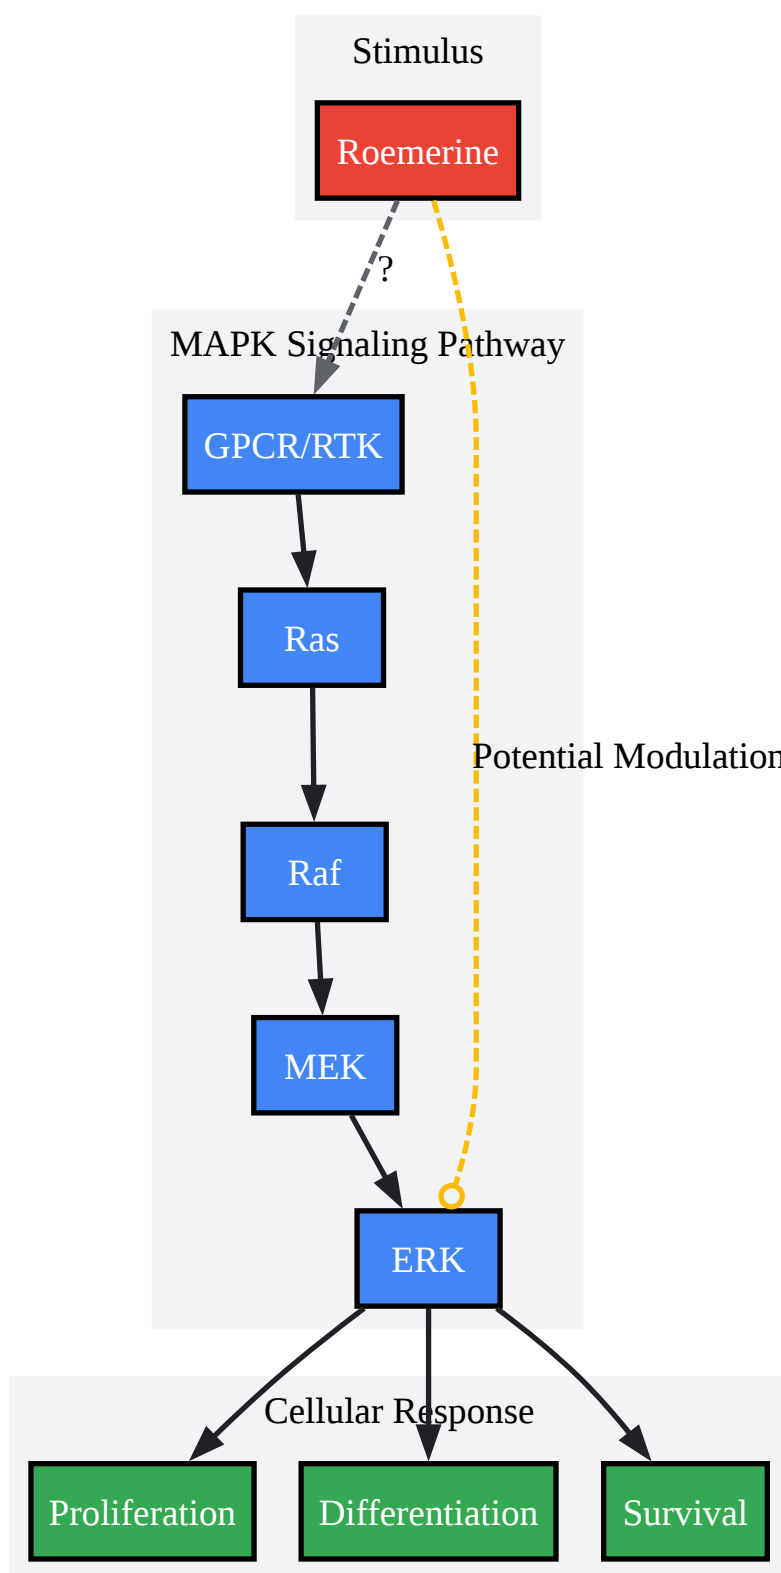 Stimulus
Roemerine
?
MAPK Signaling Pathway
GPCR/RTK
Ras
Potential Modulation
Raf
MEK
ERK
Cellular Response
Proliferation
Differentiation
Survival